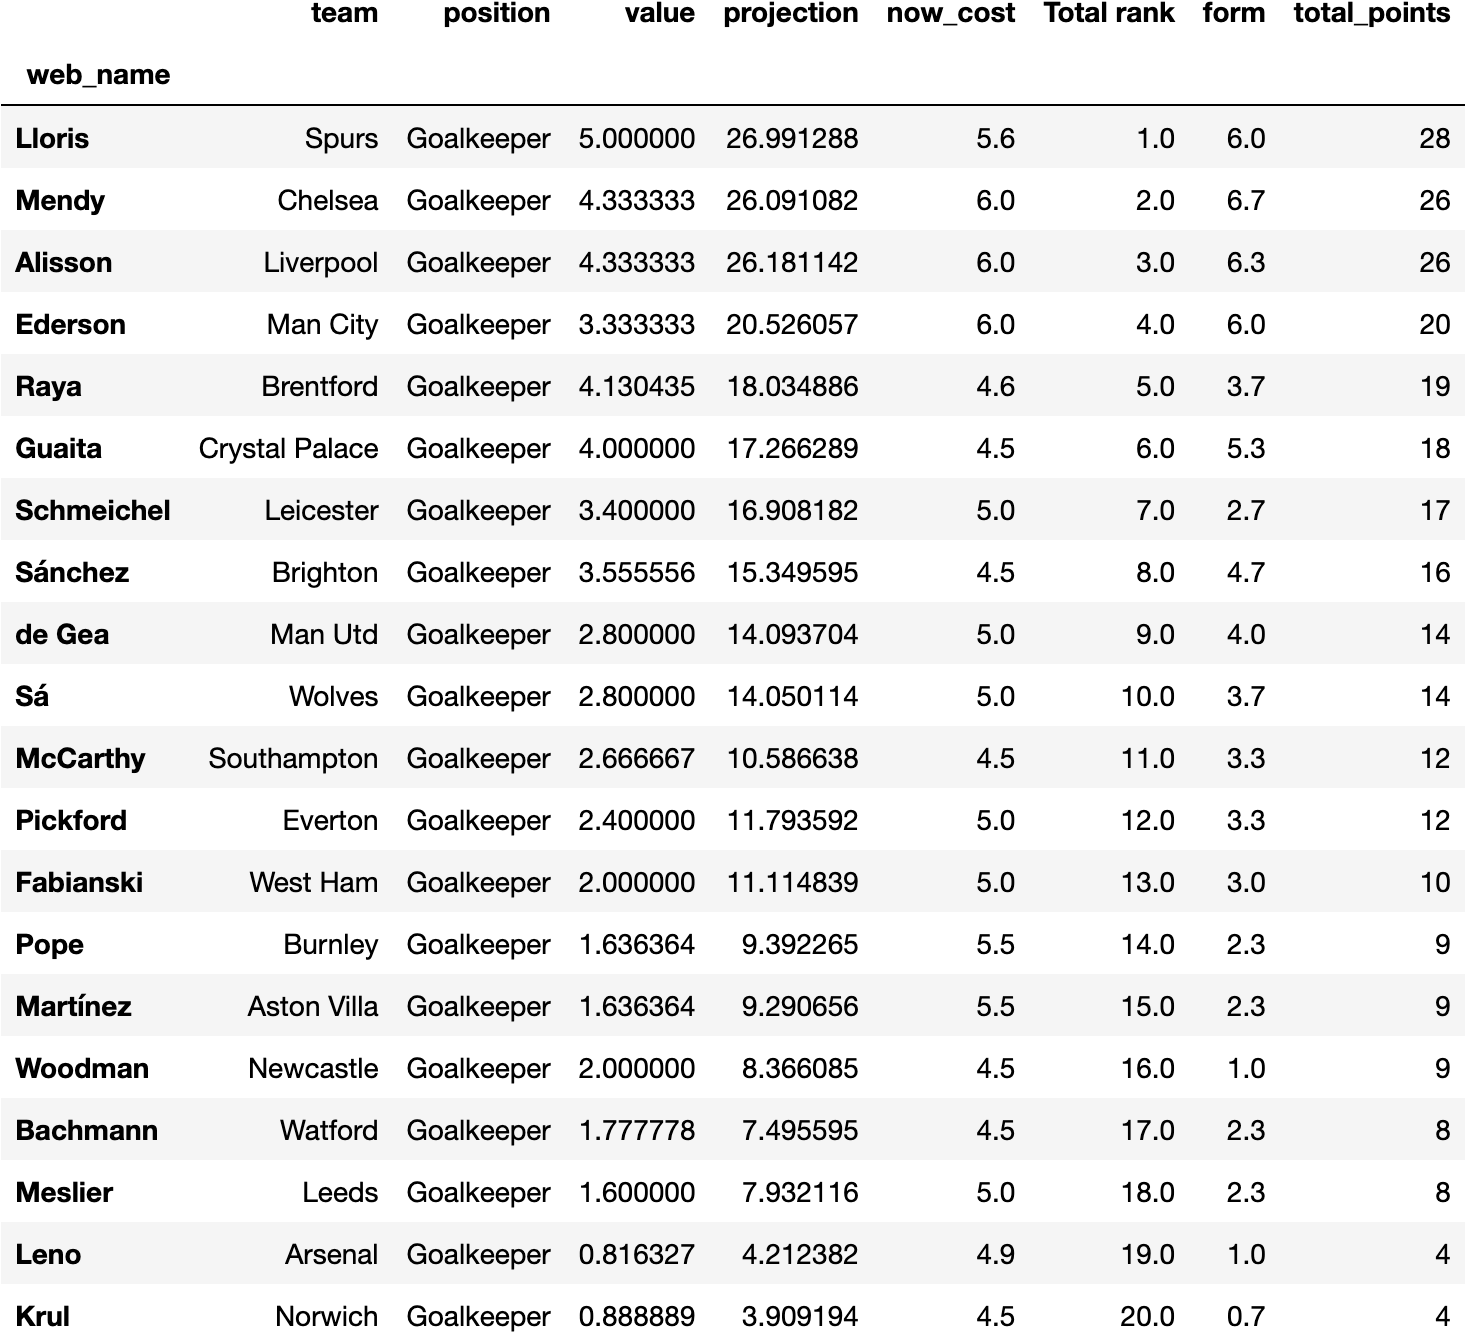 team position value projection now_cost Total rank form total_points
web_name
Lloris Spurs Goalkeeper 5.000000 26.991288 5.6 1.0 6.0 28
Mendy Chelsea Goalkeeper 4.333333 26.091082 6.0 2.0 6.7 26
Alisson Liverpool Goalkeeper 4.333333 26.181142 6.0 3.0 6.3 26
Ederson Man City Goalkeeper 3.333333 20.526057 6.0 4.0 6.0 20
Raya Brentford Goalkeeper 4.130435 18.034886 4.6 5.0 3.7 19
Guaita Crystal Palace Goalkeeper 4.000000 17.266289 4.5 6.0 5.3 18
Schmeichel Leicester Goalkeeper 3.400000 16.908182 5.0 7.0 2.7 17
Sánchez Brighton Goalkeeper 3.555556 15.349595 4.5 8.0 4.7 16
de Gea Man Utd Goalkeeper 2.800000 14.093704 5.0 9.0 4.0 14
Sá Wolves Goalkeeper 2.800000 14.050114 5.0 10.0 3.7 14
McCarthy Southampton Goalkeeper 2.666667 10.586638 4.5 11.0 3.3 12
Pickford Everton Goalkeeper 2.400000 11.793592 5.0 12.0 3.3 12
Fabianski West Ham Goalkeeper 2.000000 11.114839 5.0 13.0 3.0 10
Pope Burnley Goalkeeper 1.636364 9.392265 5.5 14.0 2.3 9
Martínez Aston Villa Goalkeeper 1.636364 9.290656 5.5 15.0 2.3 9
Woodman Newcastle Goalkeeper 2.000000 8.366085 4.5 16.0 1.0 9
Bachmann Watford Goalkeeper 1.777778 7.495595 4.5 17.0 2.3 8
Meslier Leeds Goalkeeper 1.600000 7.932116 5.0 18.0 2.3 8
Leno Arsenal Goalkeeper 0.816327 4.212382 4.9 19.0 1.0 4
Krul Norwich Goalkeeper 0.888889 3.909194 4.5 20.0 0.7 4